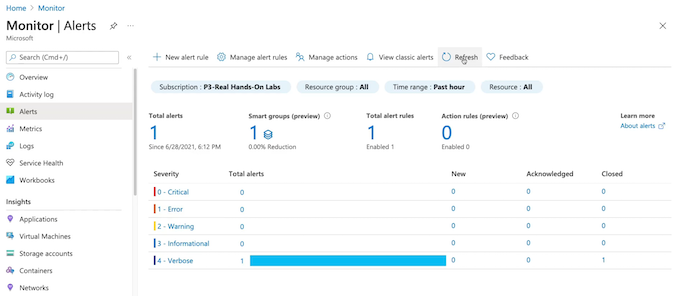 Home > Monitor
Monitor | Alerts
Microsoft
Search (Cmd+/)
Overview
Activity log
Alerts
Metrics
Logs
Service Health
Workbooks
Insights
Applications
Virtual Machines
Storage accounts
Containers
Networks
New alert rule Manage alert rules Manage actions View classic alerts Refresh Feedback
Subscription : P3-Real Hands-On Labs Resource group : All Time range : Past hour Resource : All
Total alerts Smart groups (preview) Total alert rules Action rules (preview) Learn more
1 1 1 0 About alerts
Since 6/28/2021, 6:12 PM 0.00% Reduction Enabled 1 Enabled 0
Severity Total alerts New Acknowledged Closed
0 - Critical 0 0 0 0
1 - Error 0 0 0 0
2 - Warning 0 0 0 0
3 - Informational 0 0 0 0
4 - Verbose 1 0 0 1